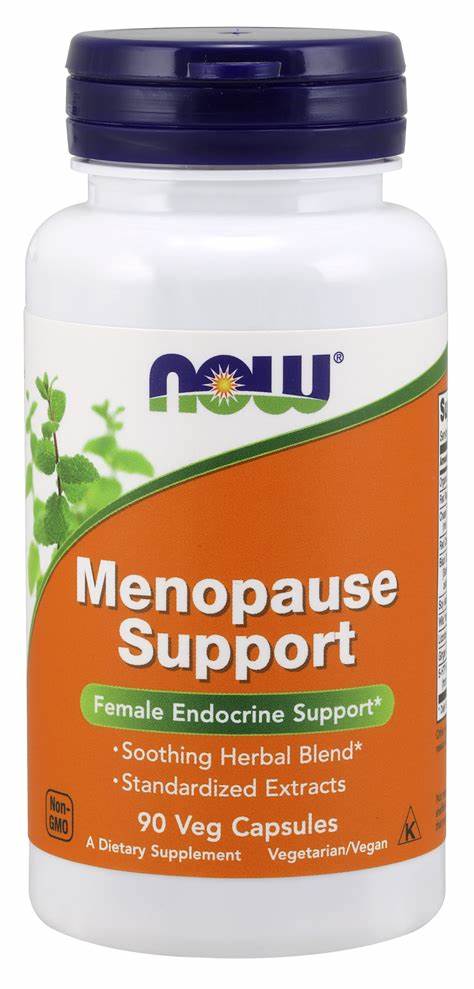 NOW®
Menopause
Support
Female Endocrine Support*
•Soothing Herbal Blend*
•Standardized Extracts
90 Veg Capsules
Non-
GMO
A Dietary Supplement Vegetarian/Vegan
K